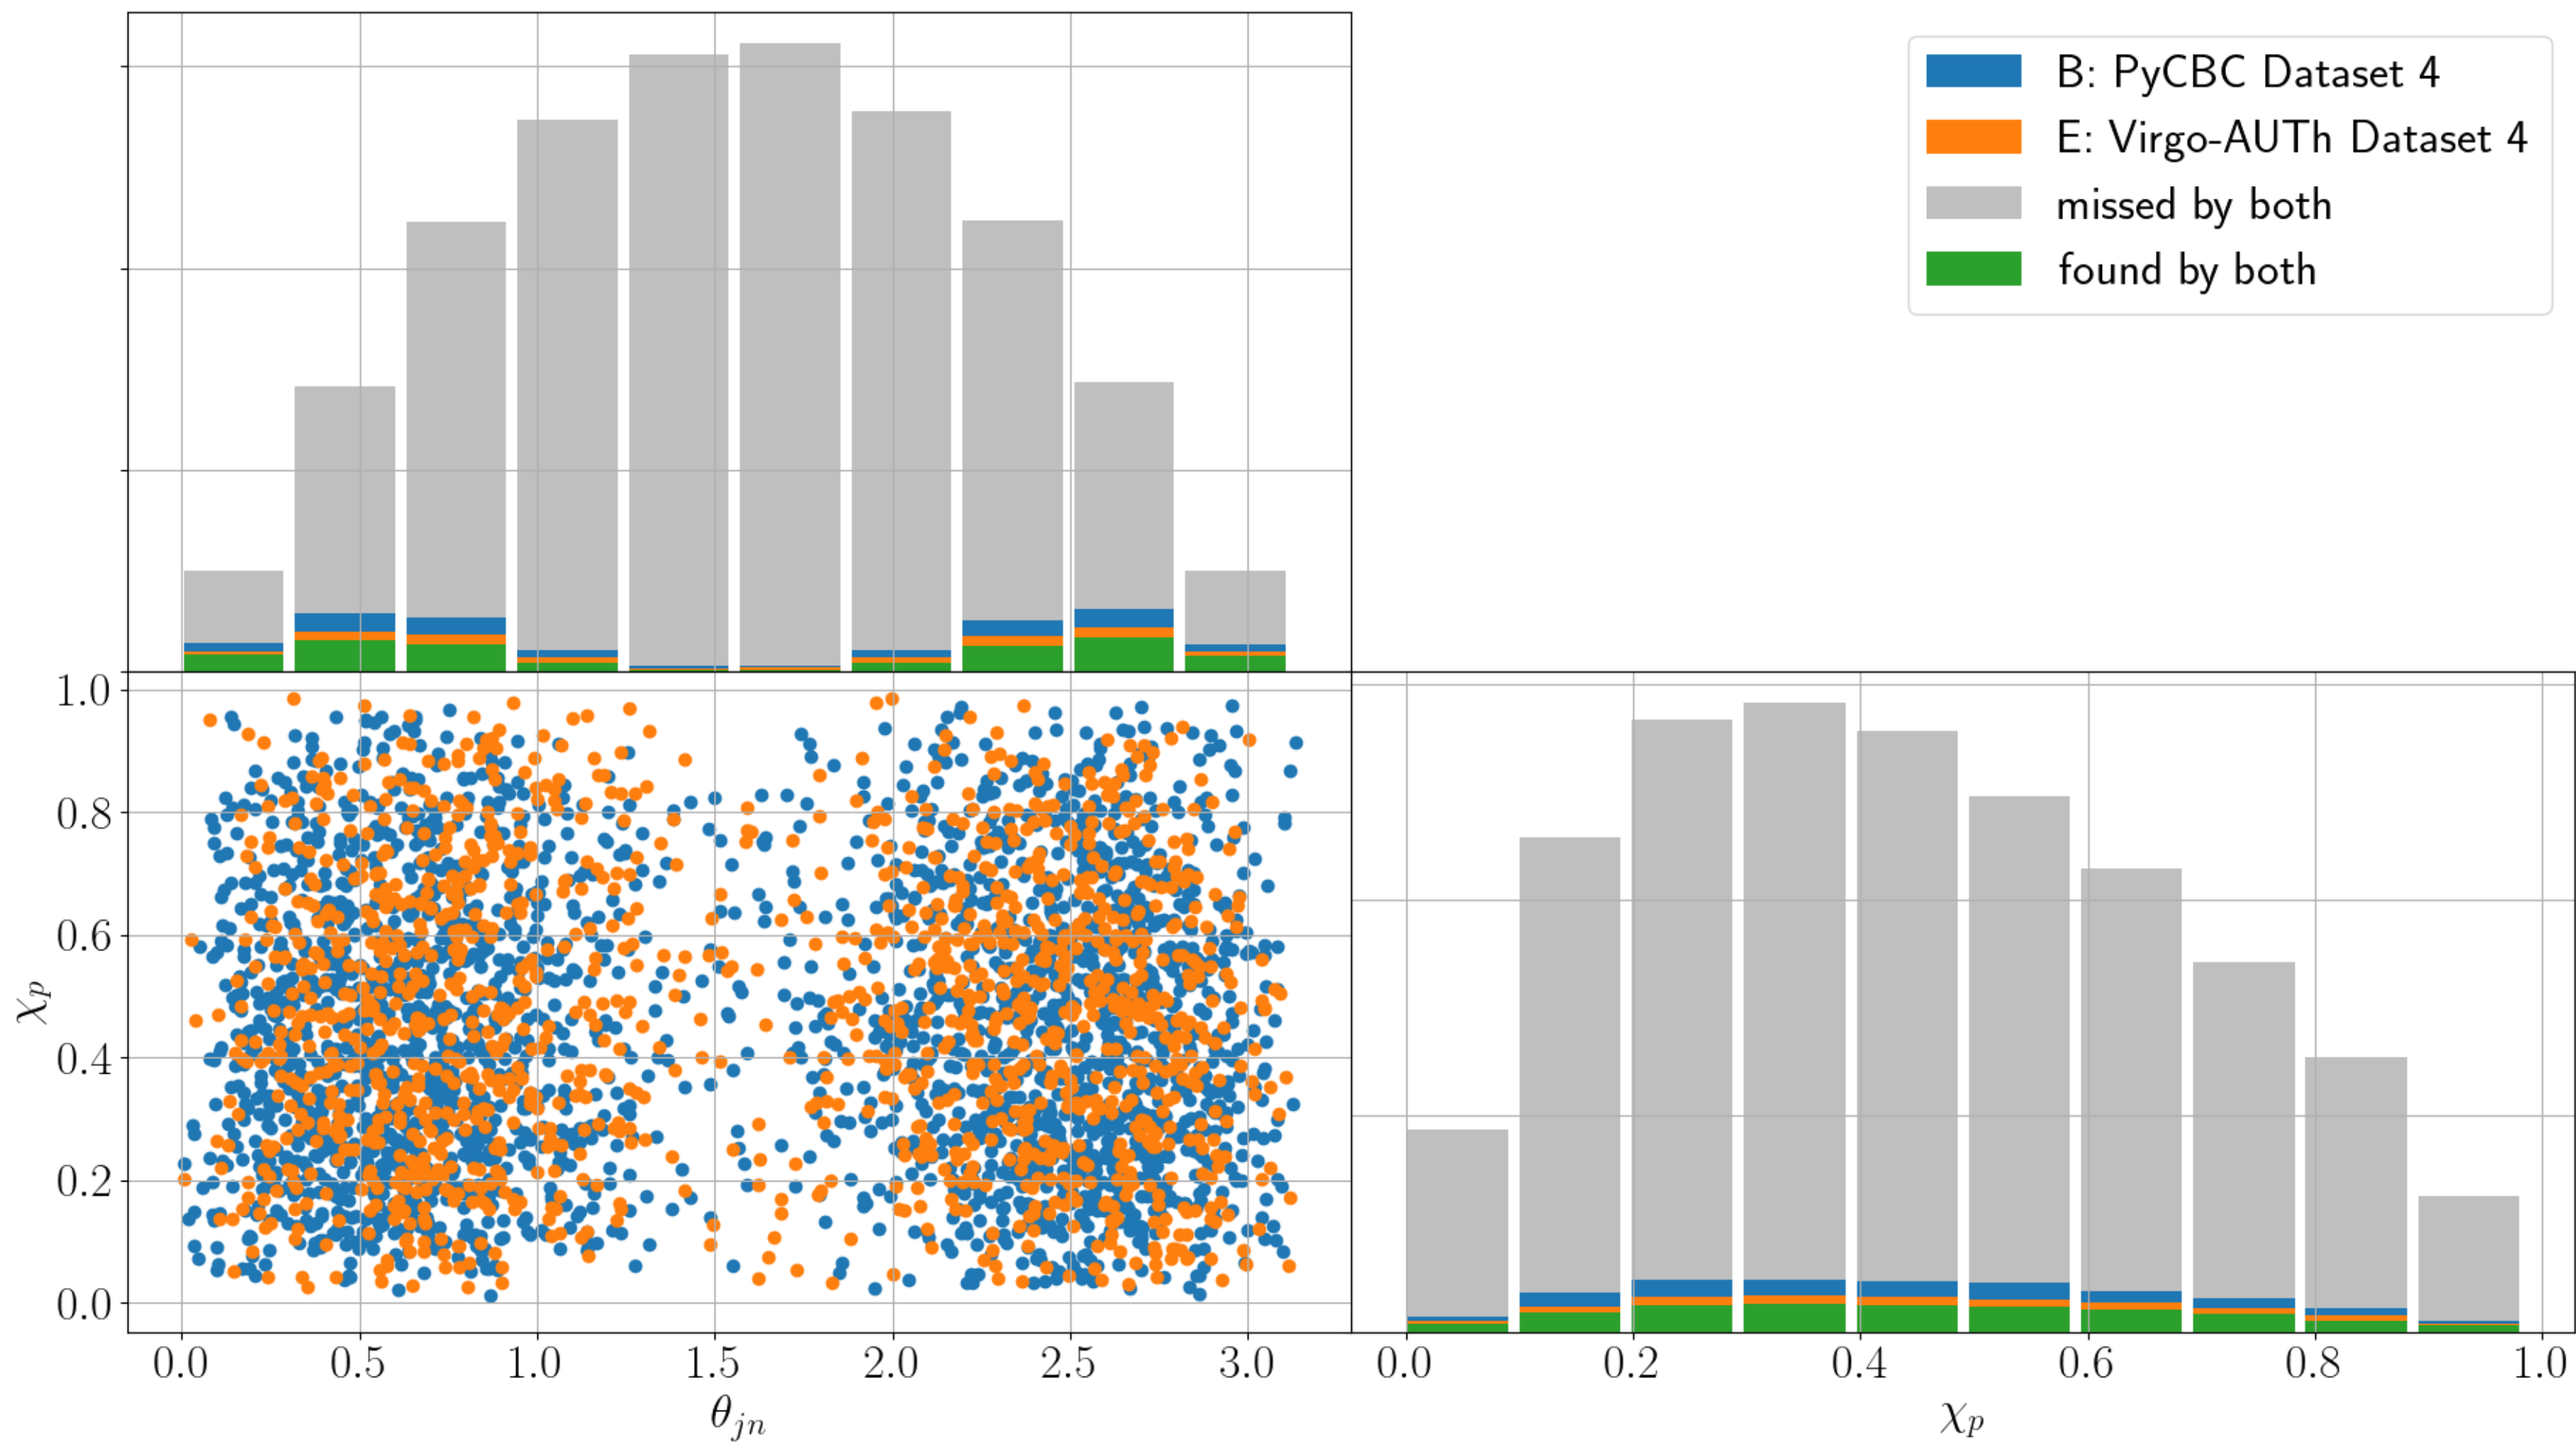 B: PyCBC Dataset 4
E: Virgo-AUTh Dataset 4
missed by both
found by both
1.0
0.8
0.6
0.4
0.2
0.0
χp
0.0 0.5 1.0 1.5 2.0 2.5 3.0
θjn
0.0 0.2 0.4 0.6 0.8 1.0
χp